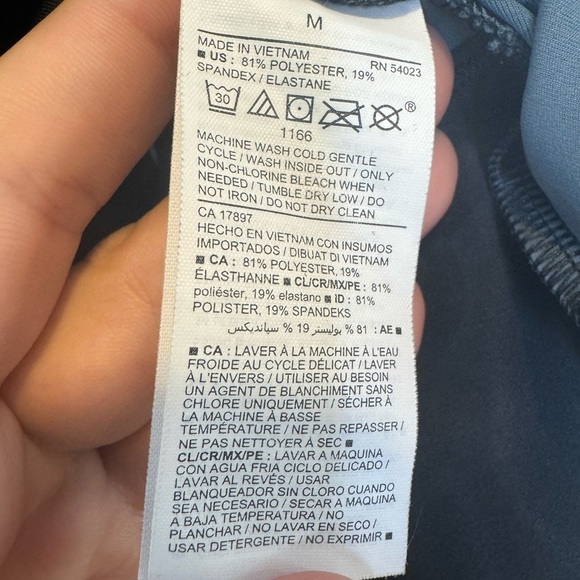 M
MADE IN VIETNAM RN 54023
■ US : 81% POLYESTER, 19%
SPANDEX / ELASTANE
30 ®
1166
MACHINE WASH COLD GENTLE
CYCLE / WASH INSIDE OUT / ONLY
NON-CHLORINE BLEACH WHEN
NEEDED / TUMBLE DRY LOW / DO
NOT IRON / DO NOT DRY CLEAN
CA 17897
HECHO EN VIETNAM CON INSUMOS
IMPORTADOS / DIBUAT DI VIETNAM
■ CA : 81% POLYESTER, 19%
ÉLASTHANNE ■ CL/CR/MX/PE : 81%
poliéster, 19% elastano ■ ID : 81%
POLISTER, 19% SPANDEKS
■ AE : 81 % بوليستر 19 % سپاندیکس
■ CA : LAVER À LA MACHINE À L'EAU
FROIDE AU CYCLE DÉLICAT / LAVER
À L'ENVERS / UTILISER AU BESOIN
UN AGENT DE BLANCHIMENT SANS
CHLORE UNIQUEMENT / SÉCHER À
LA MACHINE À BASSE
TEMPÉRATURE / NE PAS REPASSER /
NE PAS NETTOYER À SEC ■
CL/CR/MX/PE : LAVAR A MAQUINA
CON AGUA FRIA CICLO DELICADO /
LAVAR AL REVÉS / USAR
BLANQUEADOR SIN CLORO CUANDO
SEA NECESARIO / SECAR A MAQUINA
A BAJA TEMPERATURA / NO
PLANCHAR / NO LAVAR EN SECO /
USAR DETERGENTE / NO EXPRIMIR ■